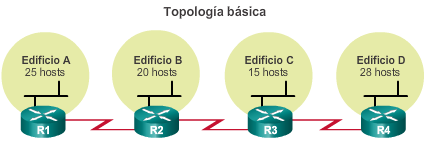 Topología básica
Edificio A
25 hosts
Edificio B
20 hosts
Edificio C
15 hosts
Edificio D
28 hosts
R1
R2
R3
R4